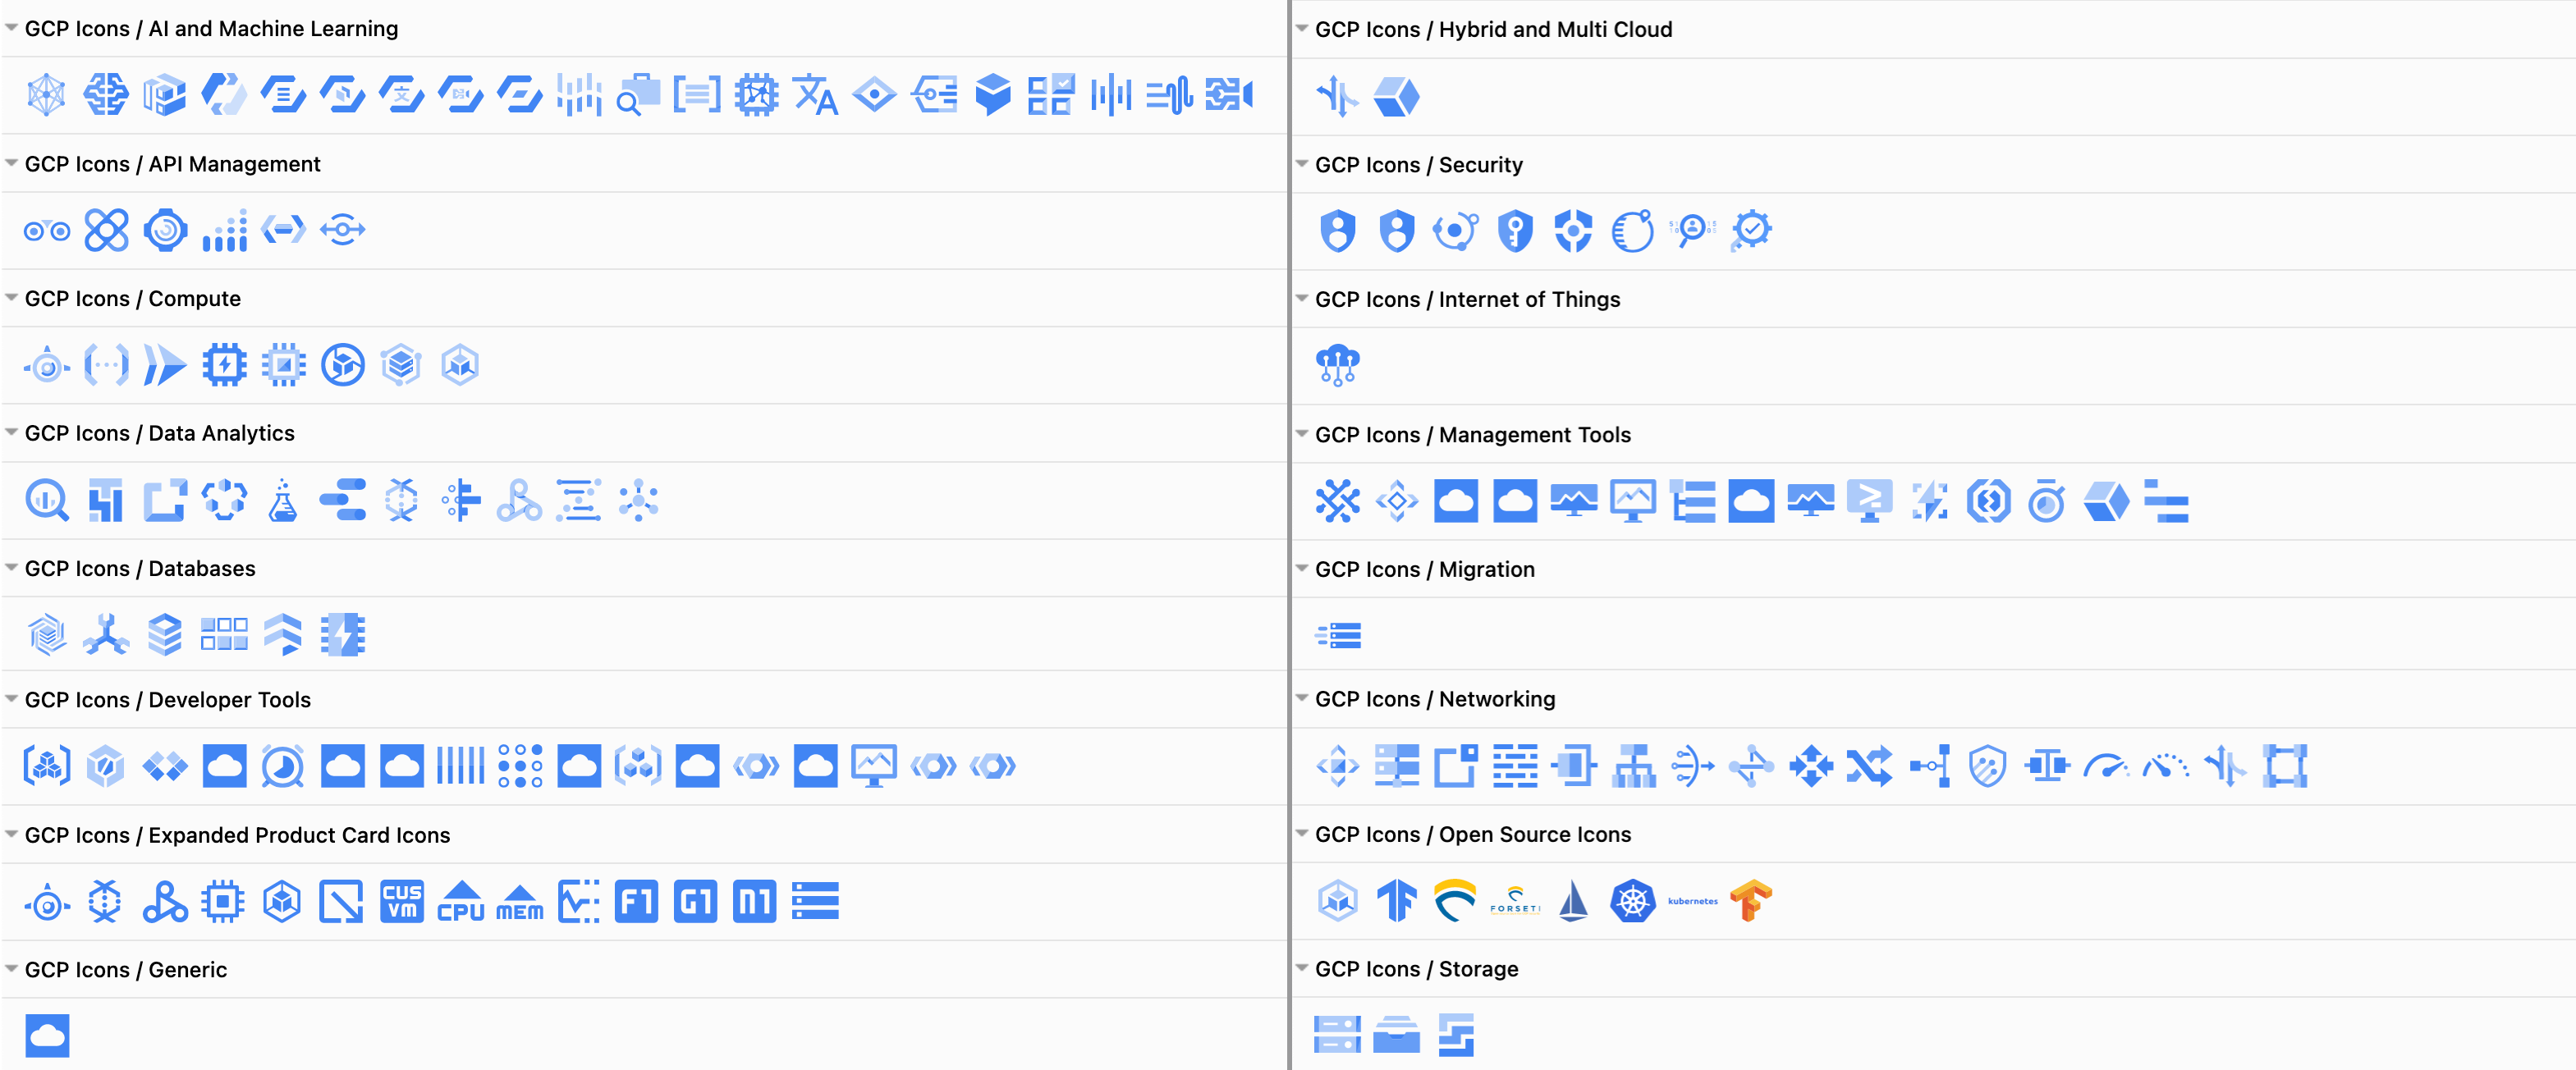 GCP Icons / AI and Machine Learning
GCP Icons / API Management
GCP Icons / Compute
GCP Icons / Data Analytics
GCP Icons / Databases
GCP Icons / Developer Tools
GCP Icons / Expanded Product Card Icons
CUS
VM
CPU
MEM
F1
G1
N1
GCP Icons / Generic
GCP Icons / Hybrid and Multi Cloud
GCP Icons / Security
GCP Icons / Internet of Things
GCP Icons / Management Tools
GCP Icons / Migration
GCP Icons / Networking
GCP Icons / Open Source Icons
FORSETI
kubernetes
GCP Icons / Storage